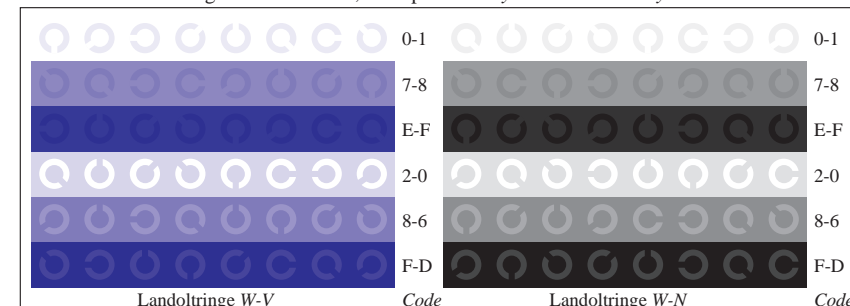 0-1 0-1
7-8 7-8
E-F E-F
2-0 2-0
8-6 8-6
F-D F-D
Landoltringe W-V Code Landoltringe W-N Code